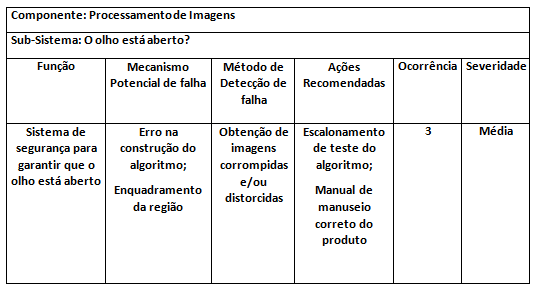 Componente: Processamento de Imagens
Sub-Sistema: O olho está aberto?
Função
Mecanismo
Potencial de falha
Método de
Detecção de
falha
Ações
Recomendadas
Ocorrência
Severidade
Sistema de
segurança para
garantir que o
olho está aberto
Erro na
construção do
algoritmo;
Enquadramento
da região
Obtenção de
imagens
corrompidas
e/ou
distorcidas
Escalonamento
de teste do
algoritmo;
Manual de
manuseio
correto do
produto
3
Média